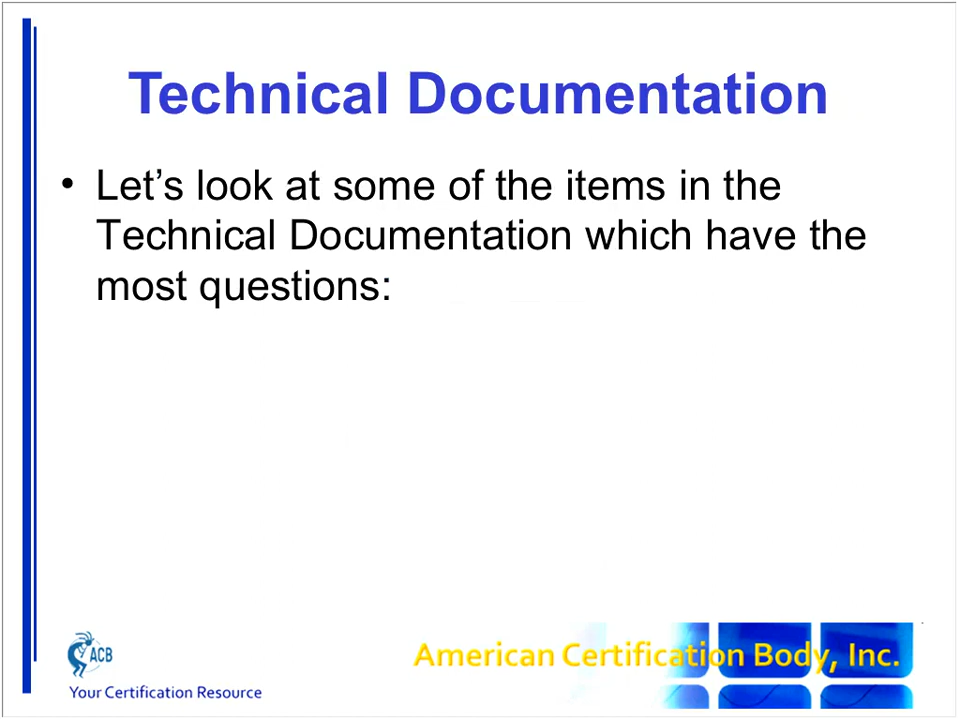 Technical Documentation
• Let’s look at some of the items in the
Technical Documentation which have the
most questions:
ACB
American Certification Body, Inc.
Your Certification Resource